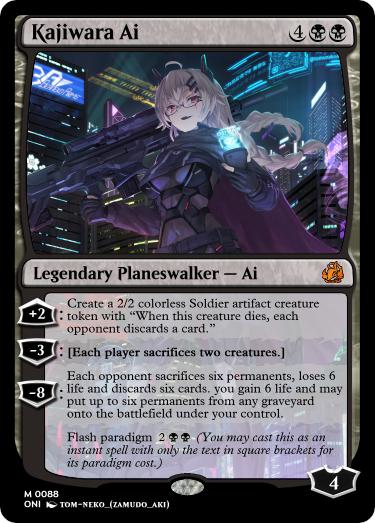 Kajiwara Ai 4
Legendary Planeswalker — Ai
+2: Create a 2/2 colorless Soldier artifact creature
token with “When this creature dies, each
opponent discards a card.”
-3: [Each player sacrifices two creatures.]
-8: Each opponent sacrifices six permanents, loses 6
life and discards six cards. you gain 6 life and may
put up to six permanents from any graveyard
onto the battlefield under your control.
Flash paradigm 2 (You may cast this as an
instant spell with only the text in square brackets for
its paradigm cost.)
4
M 0088
ONI TOM-NEKO_(ZAMUDO_AKI)